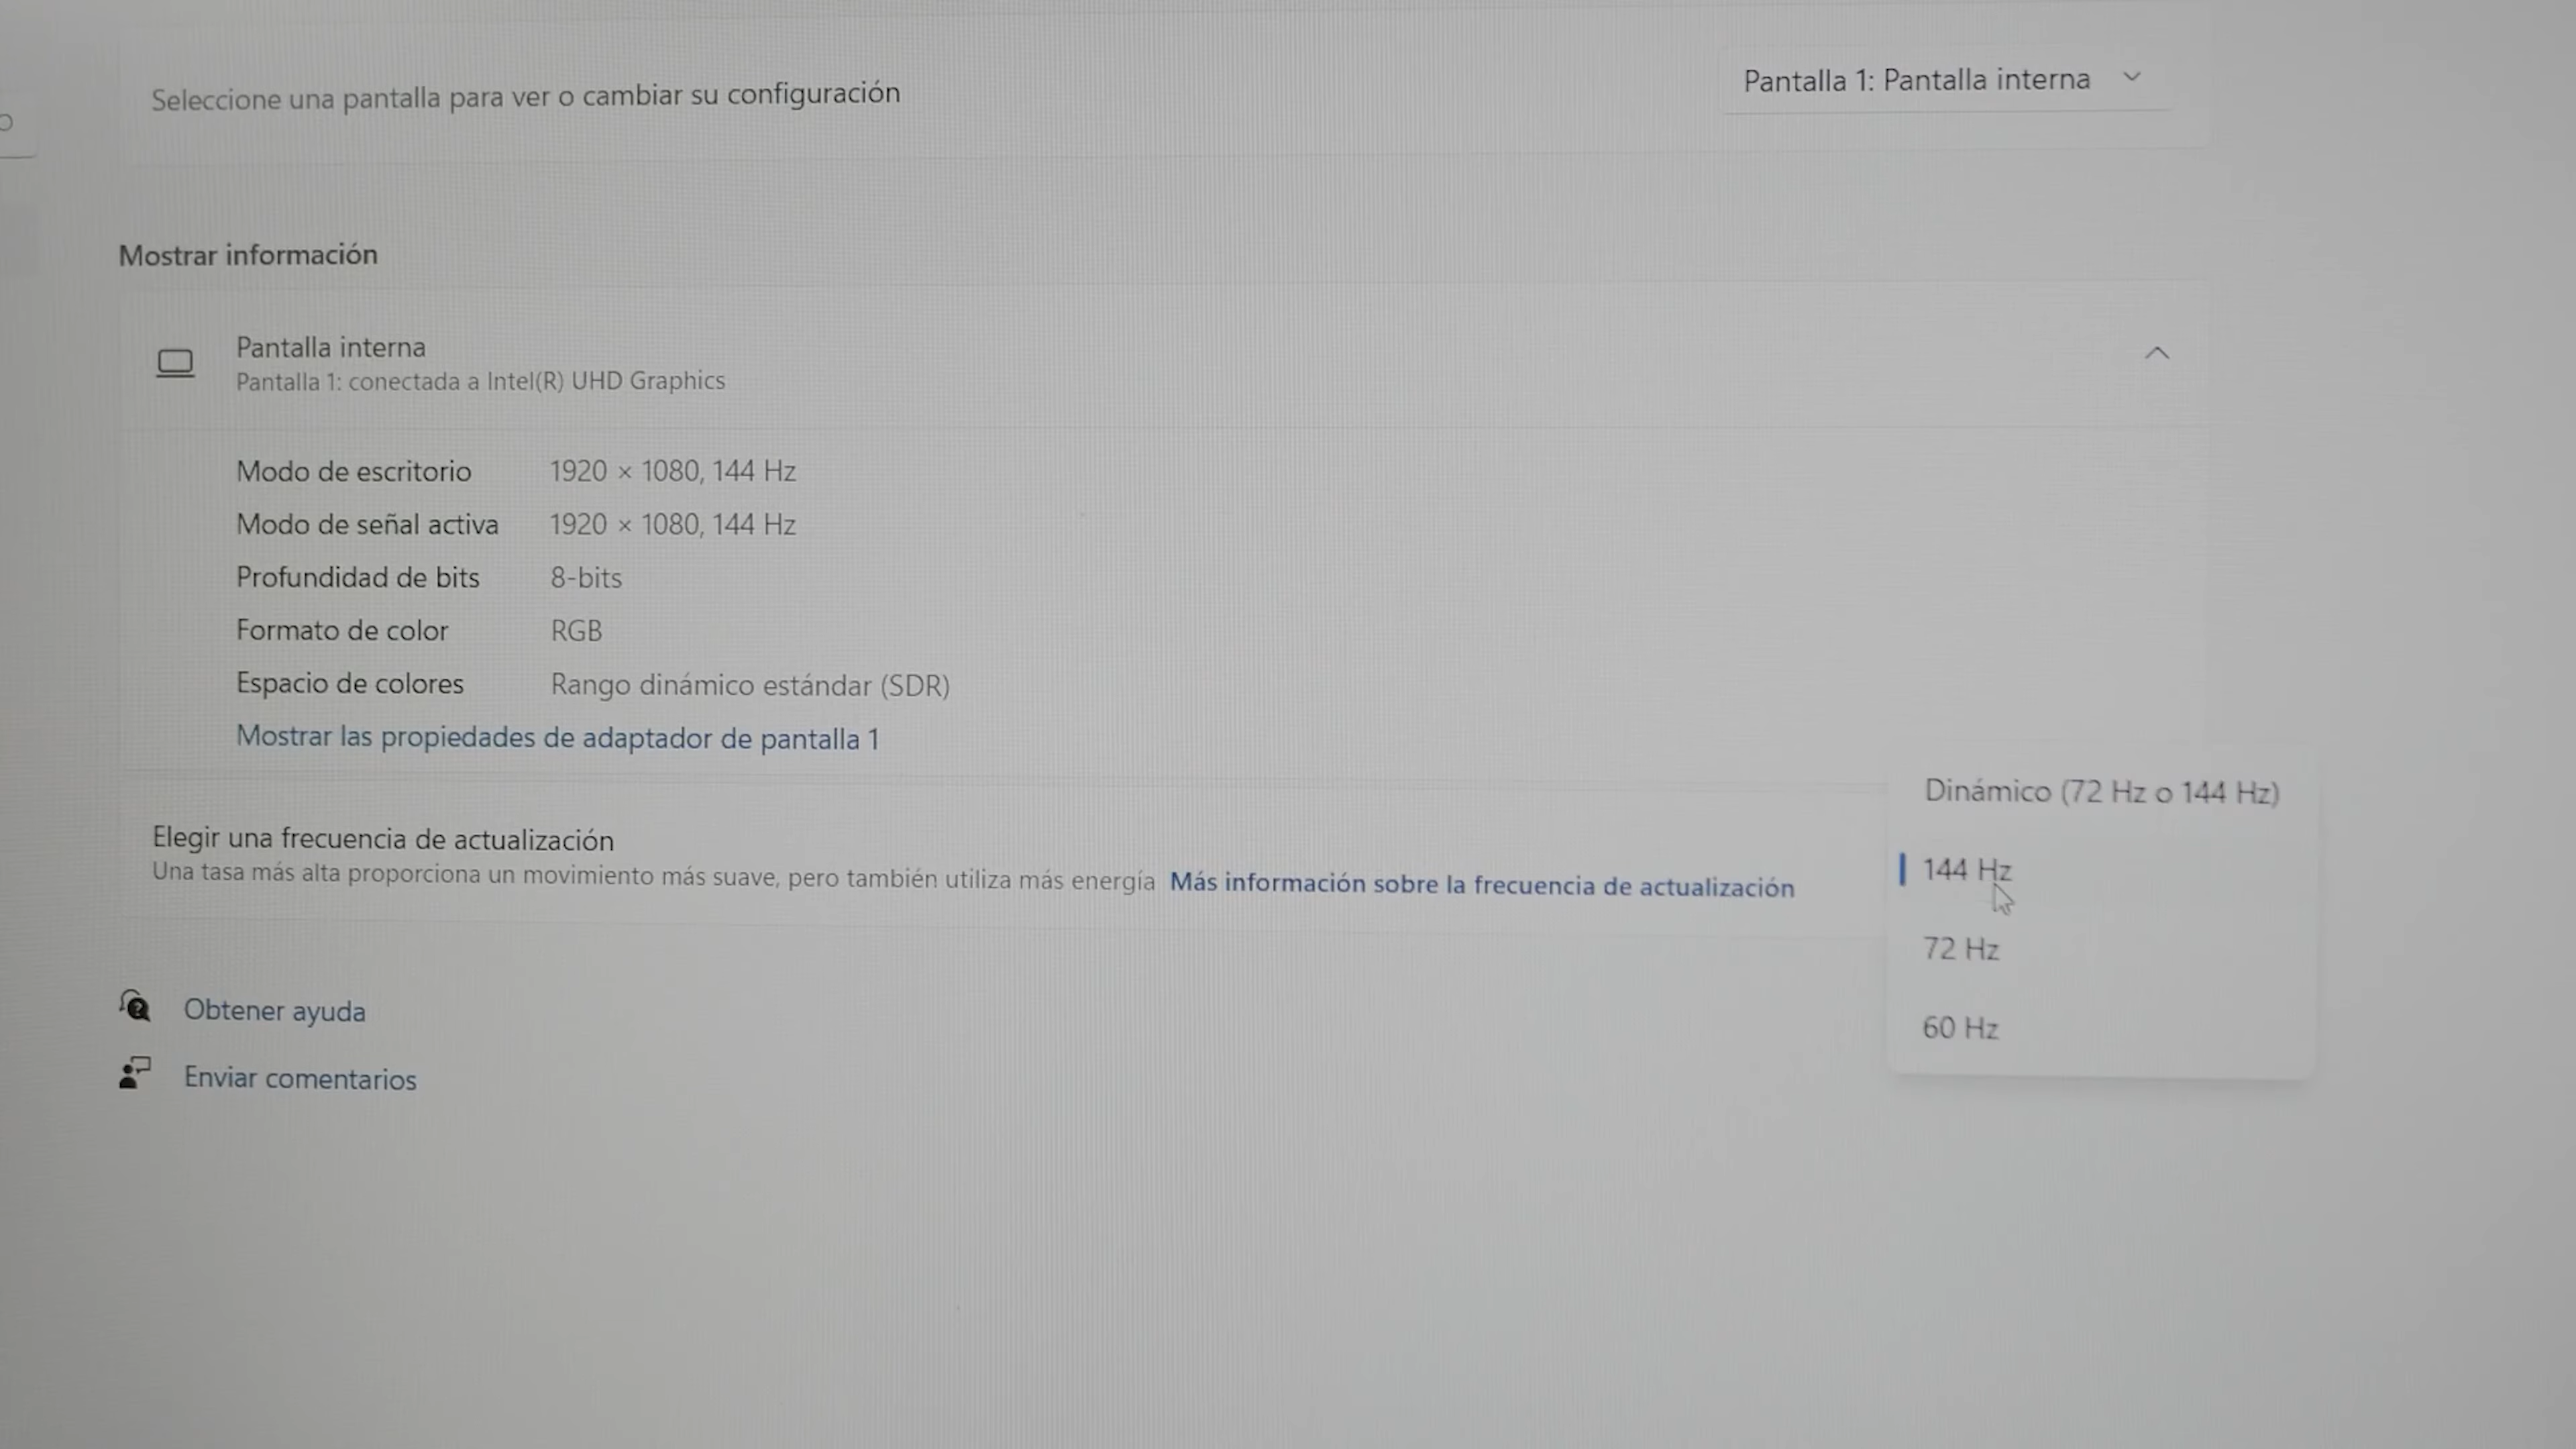 Seleccione una pantalla para ver o cambiar su configuración
Pantalla 1: Pantalla interna
Mostrar información
Pantalla interna
Pantalla 1: conectada a Intel(R) UHD Graphics
Modo de escritorio 1920 × 1080, 144 Hz
Modo de señal activa 1920 × 1080, 144 Hz
Profundidad de bits 8-bits
Formato de color RGB
Espacio de colores Rango dinámico estándar (SDR)
Mostrar las propiedades de adaptador de pantalla 1
Elegir una frecuencia de actualización
Una tasa más alta proporciona un movimiento más suave, pero también utiliza más energía Más información sobre la frecuencia de actualización
Dinámico (72 Hz o 144 Hz)
144 Hz
72 Hz
60 Hz
Obtener ayuda
Enviar comentarios